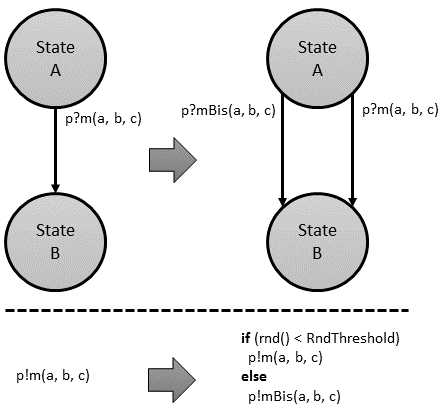 State
A
p?m(a, b, c)
State
B
State
A
p?mBis(a, b, c)
p?m(a, b, c)
State
B
p!m(a, b, c)
if (rnd() < RndThreshold)
p!m(a, b, c)
else
p!mBis(a, b, c)